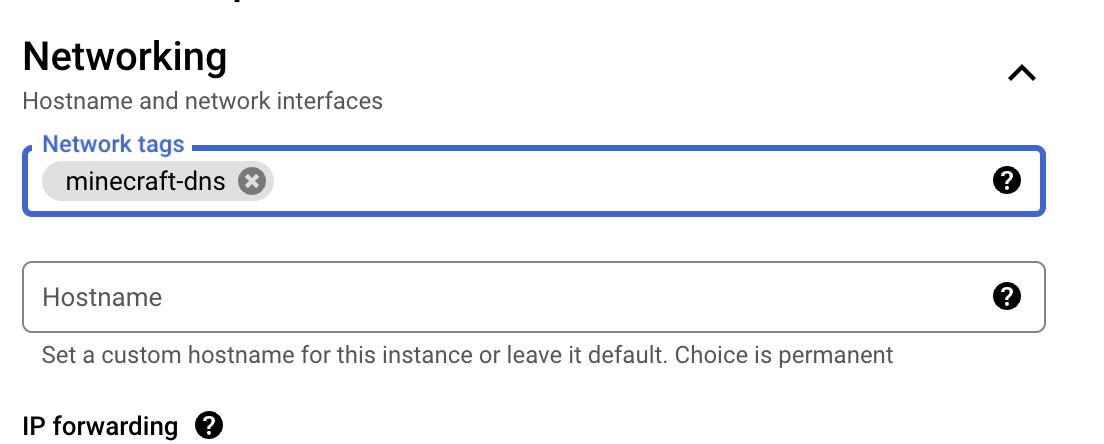 Networking
Hostname and network interfaces
Network tags
minecraft-dns
Hostname
Set a custom hostname for this instance or leave it default. Choice is permanent
IP forwarding